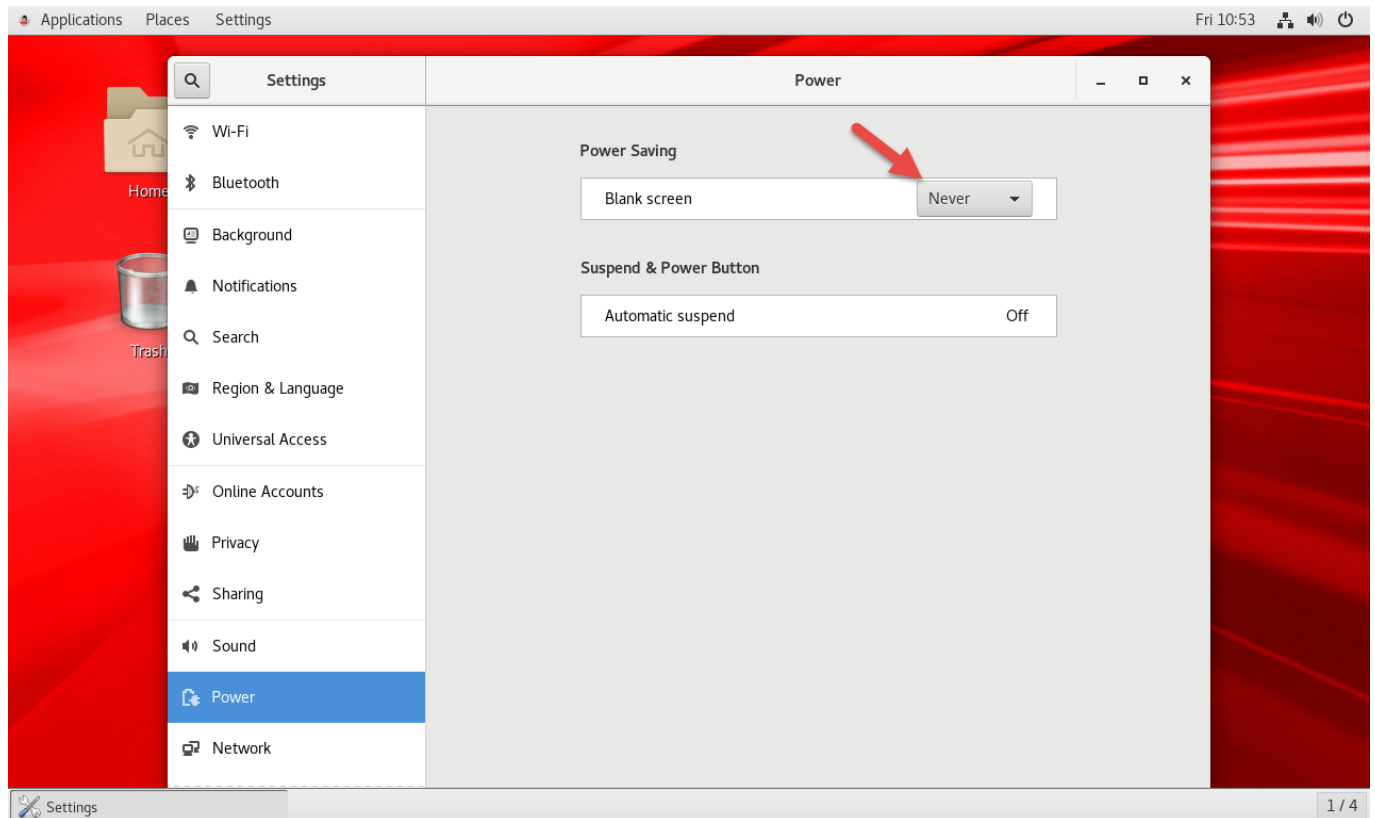 Applications Places Settings Fri 10:53
Settings Power
Home
Trash
Wi-Fi
Bluetooth
Background
Notifications
Search
Region & Language
Universal Access
Online Accounts
Privacy
Sharing
Sound
Power
Network
Power Saving
Blank screen Never
Suspend & Power Button
Automatic suspend Off
Settings 1 / 4